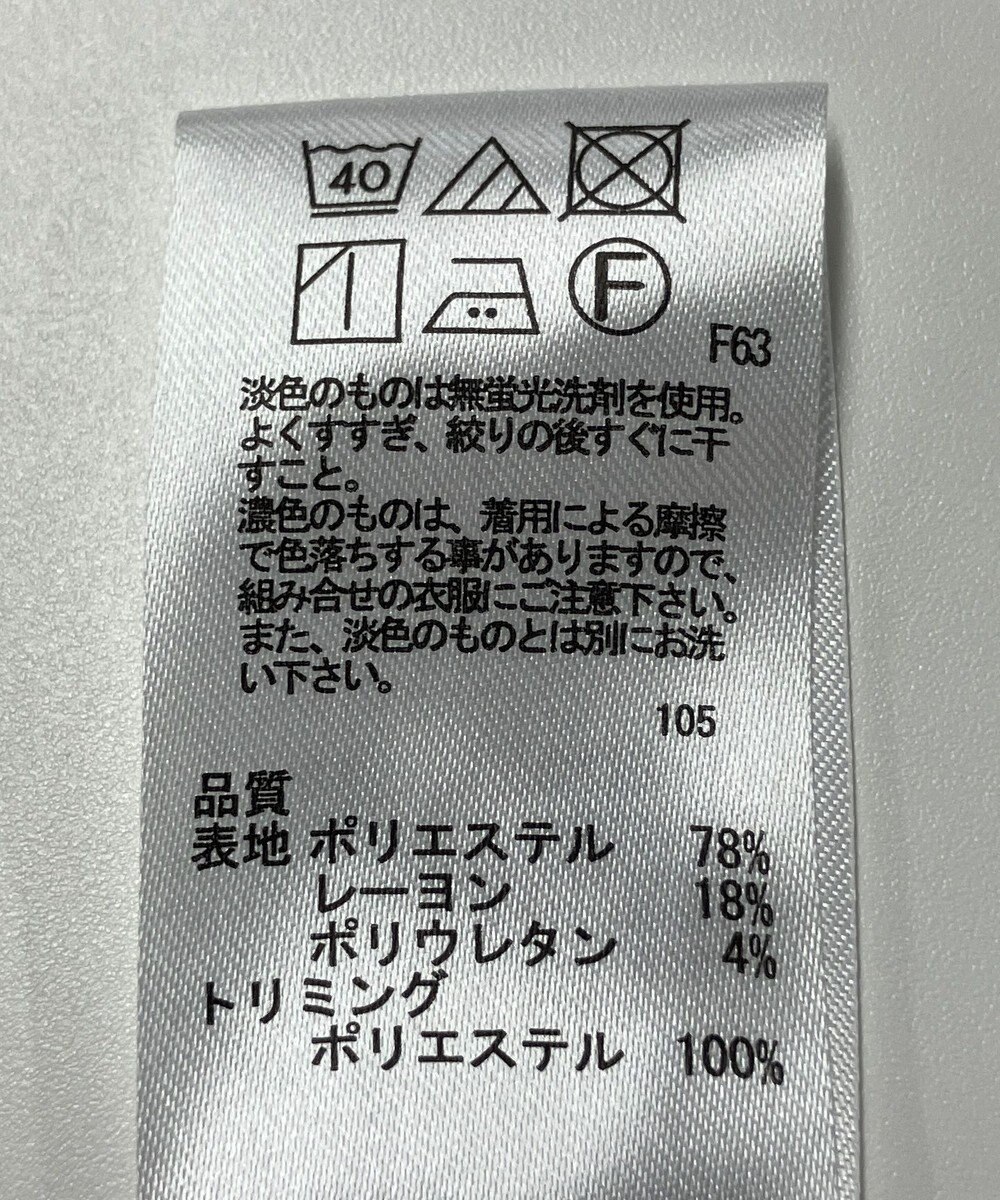 40
F
F63
淡色のものは無蛍光洗剤を使用。
よくすすぎ、絞りの後すぐに干
すこと。
濃色のものは、着用による摩擦
で色落ちする事がありますので、
組み合せの衣服にご注意下さい。
また、淡色のものとは別にお洗
い下さい。
105
品質
表地 ポリエステル 78%
レーヨン 18%
ポリウレタン 4%
トリミング
ポリエステル 100%